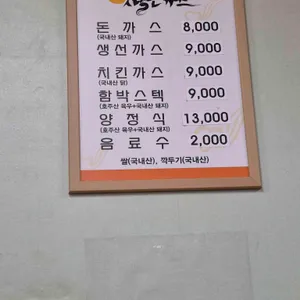 돈까스 8,000
(국내산 돼지)
생선까스 9,000
치킨까스 9,000
(국내산 닭)
함박스텍 9,000
(호주산 육우+국내산 돼지)
양정식 13,000
(호주산 육우+국내산 돼지)
음료수 2,000
쌀(국내산), 깍두기(국내산)